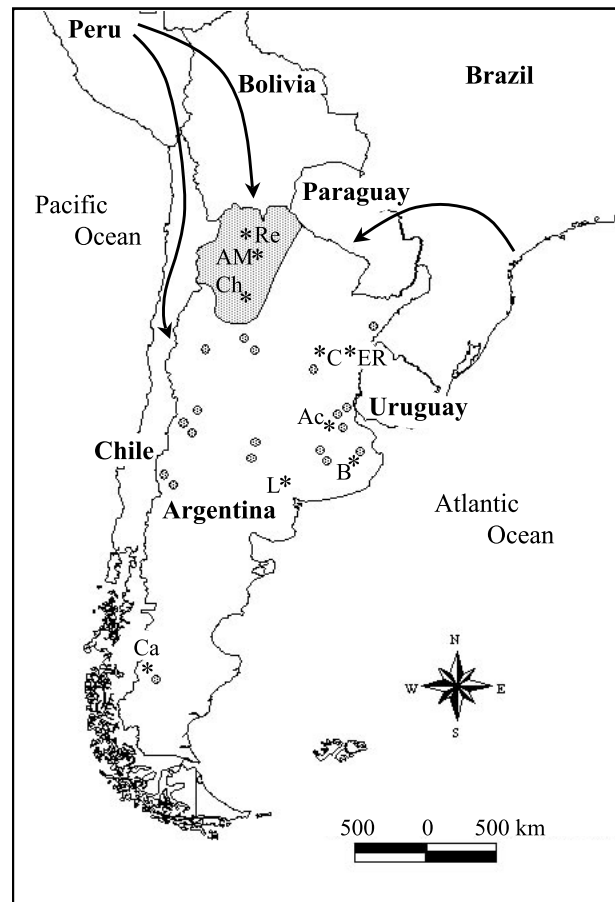 Peru
Bolivia
Brazil
Paraguay
Pacific
Ocean
*Re
AM*
Ch*
*C *ER
Uruguay
Ac*
Chile
B*
L*
Argentina
Atlantic
Ocean
Ca
*
N
W E
S
500 0 500 km